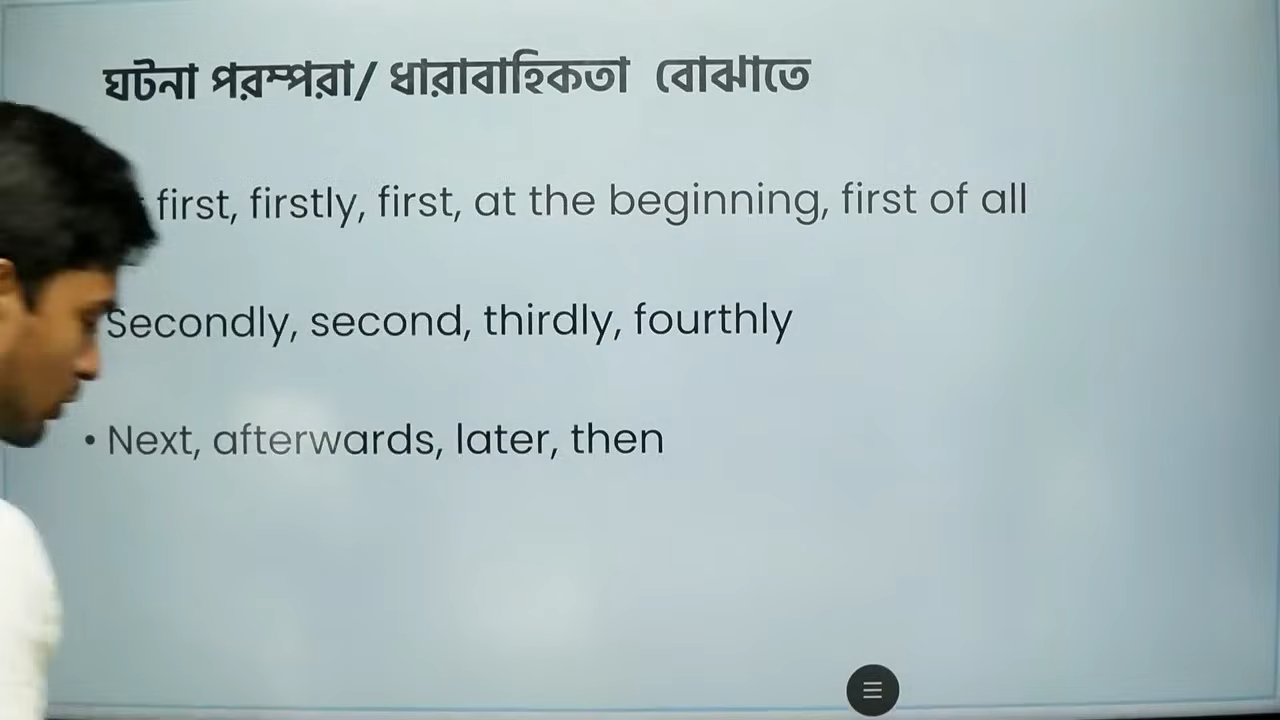 ঘটনা পরম্পরা/ ধারাবাহিকতা বোঝাতে
first, firstly, first, at the beginning, first of all
Secondly, second, thirdly, fourthly
• Next, afterwards, later, then